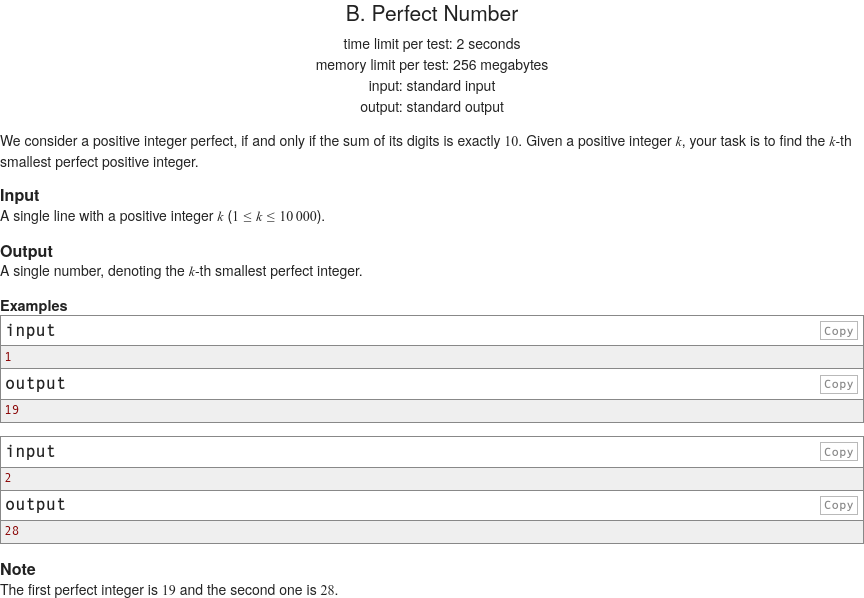 B. Perfect Number
time limit per test: 2 seconds
memory limit per test: 256 megabytes
input: standard input
output: standard output
We consider a positive integer perfect, if and only if the sum of its digits is exactly 10. Given a positive integer k, your task is to find the k-th
smallest perfect positive integer.
Input
A single line with a positive integer k (1 ≤ k ≤ 10 000).
Output
A single number, denoting the k-th smallest perfect integer.
Examples
input Copy
1
output Copy
19
input Copy
2
output Copy
28
Note
The first perfect integer is 19 and the second one is 28.